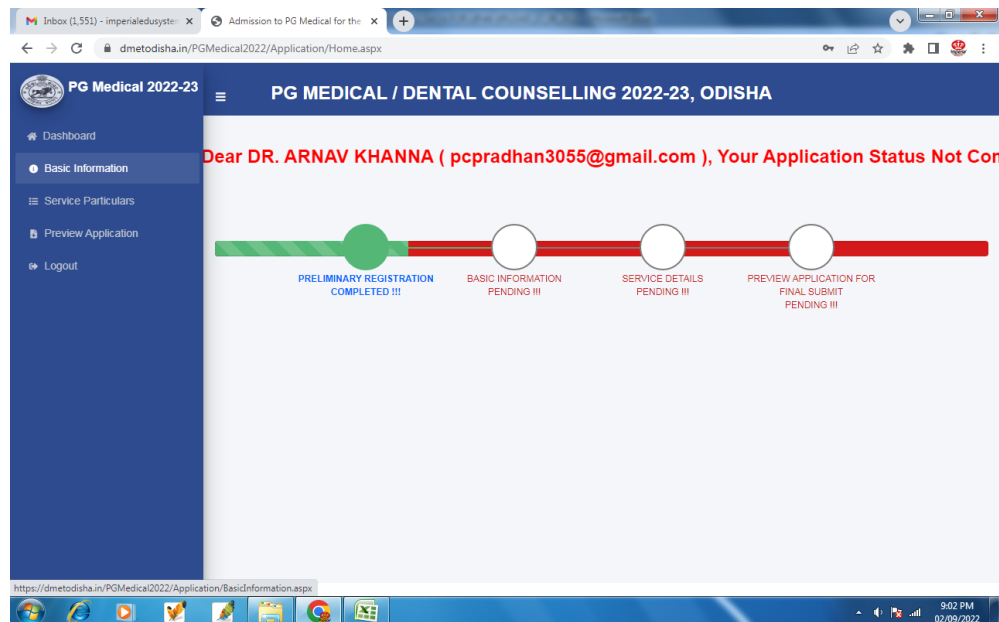 Inbox (1,551) - imperialedusyster
Admission to PG Medical for the
dmetodisha.in/PGMedical2022/Application/Home.aspx
PG Medical 2022-23
PG MEDICAL / DENTAL COUNSELLING 2022-23, ODISHA
Dashboard
Dear DR. ARNAV KHANNA ( pcpradhan3055@gmail.com ), Your Application Status Not Con
Basic Information
Service Particulars
Preview Application
Logout
PRELIMINARY REGISTRATION
COMPLETED !!!
BASIC INFORMATION
PENDING !!!
SERVICE DETAILS
PENDING !!!
PREVIEW APPLICATION FOR
FINAL SUBMIT
PENDING !!!
https://dmetodisha.in/PGMedical2022/Application/BasicInformation.aspx
9:02 PM
02/09/2022